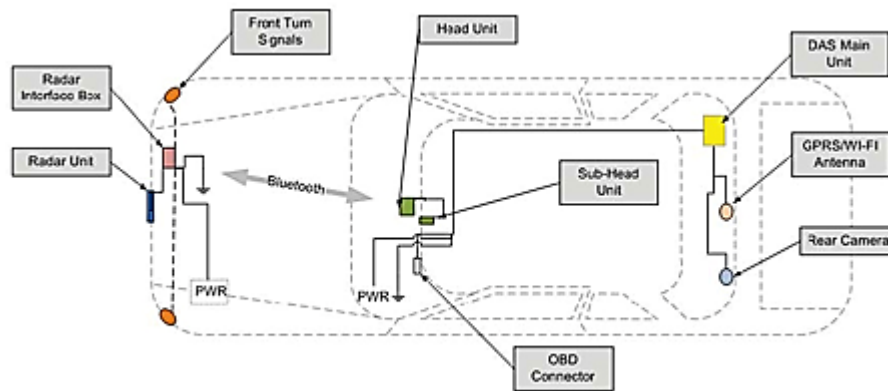 Front Turn
Signals
Head Unit
DAS Main
Unit
Radar
Interface Box
Radar Unit
Bluetooth
Sub-Head
Unit
GPRS/WI-FI
Antenna
Rear Camera
PWR
PWR
OBD
Connector